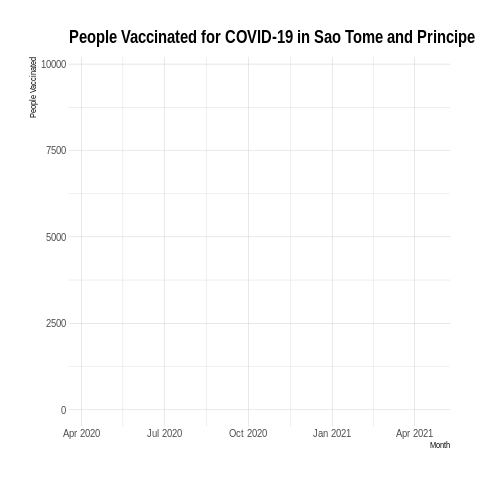 People Vaccinated for COVID-19 in Sao Tome and Principe
People Vaccinated
10000
7500
5000
2500
0
Apr 2020 Jul 2020 Oct 2020 Jan 2021 Apr 2021
Month